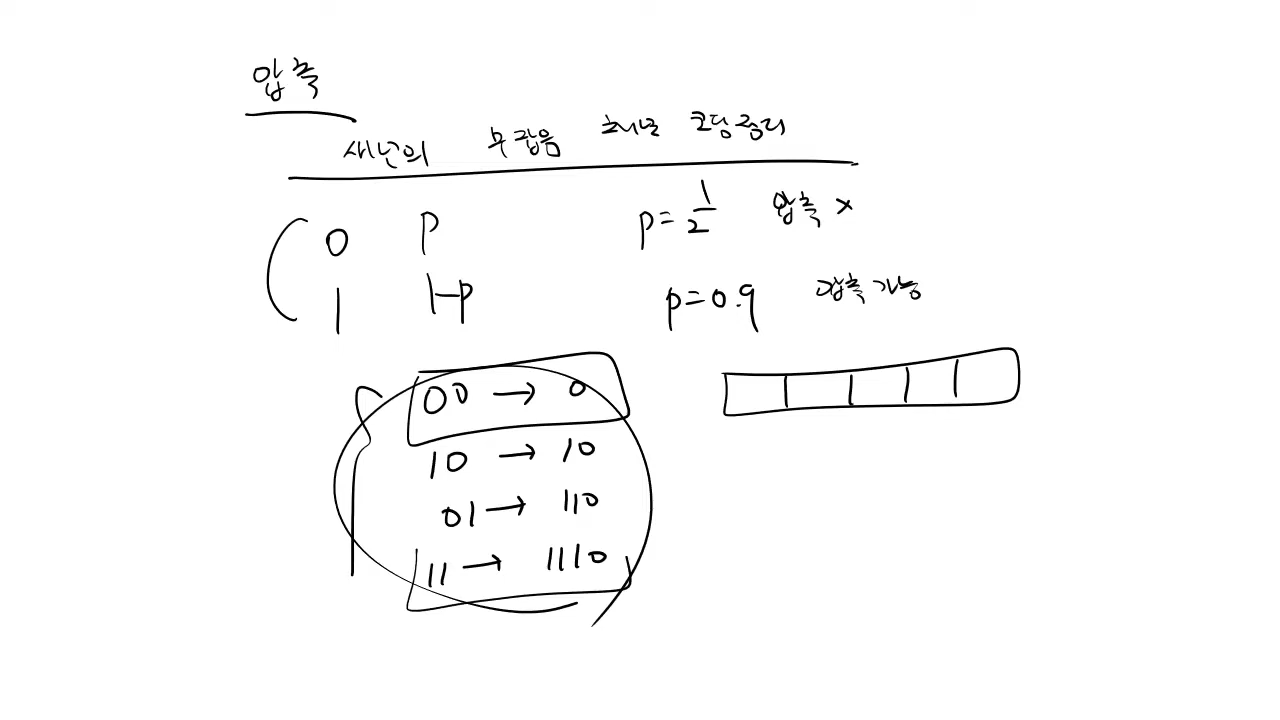 압축
섀넌의 무잡음 채널 코딩정리
0 p p = 1/2 압축 x
1 1-p p = 0.9 압축 가능
00 → 0
10 → 10
01 → 110
11 → 1110